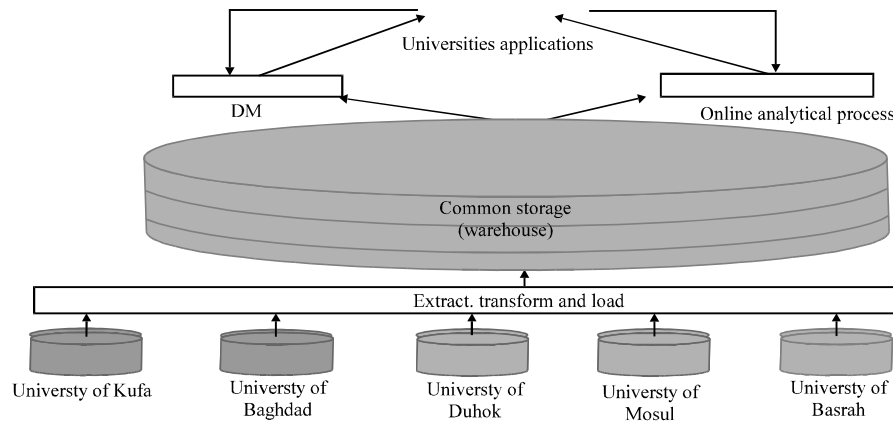 Universities applications
DM
Online analytical process
Common storage
(warehouse)
Extract. transform and load
Universty of Kufa
Universty of
Baghdad
Universty of
Duhok
Universty of
Mosul
Universty of
Basrah